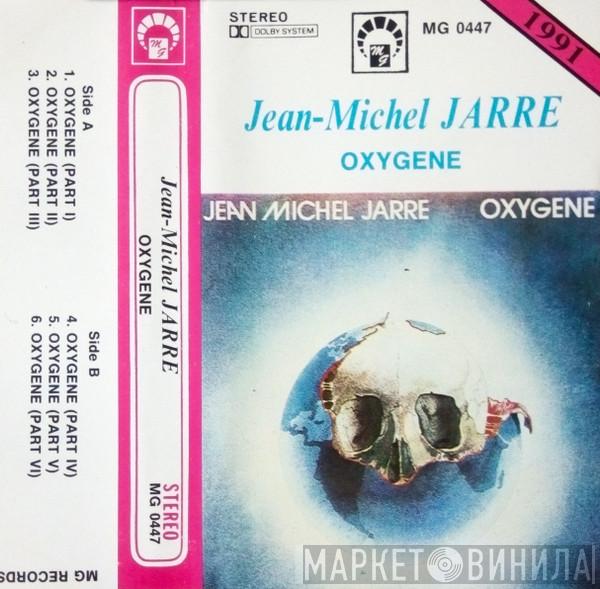 Side A
1. OXYGENE (PART I)
2. OXYGENE (PART II)
3. OXYGENE (PART III)
Side B
4. OXYGENE (PART IV)
5. OXYGENE (PART V)
6. OXYGENE (PART VI)
MG RECORDS
MG
Jean-Michel JARRE
OXYGENE
STEREO
MG 0447
STEREO
DOLBY SYSTEM
MG
MG 0447
1991
Jean-Michel JARRE
OXYGENE
JEAN MICHEL JARRE OXYGENE
МАРКЕТ ВИНИЛА